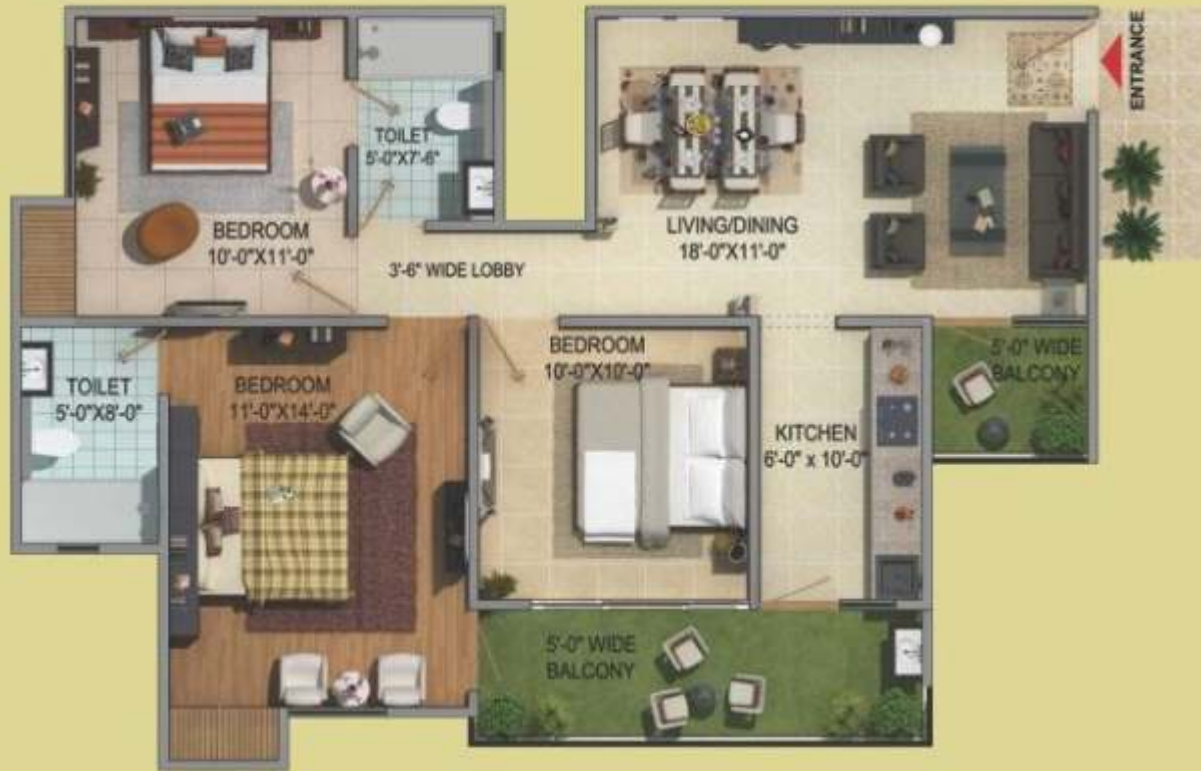 ENTRANCE
TOILET
5'-0"X7'-6"
BEDROOM
10'-0"X11'-0"
LIVING/DINING
18'-0"X11'-0"
3'-6" WIDE LOBBY
TOILET
5'-0"X8'-0"
BEDROOM
11'-0"X14'-0"
BEDROOM
10'-0"X10'-0"
5'-0" WIDE
BALCONY
KITCHEN
6'-0" x 10'-0"
5'-0" WIDE
BALCONY